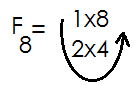 F₈ = 1x8
2x4